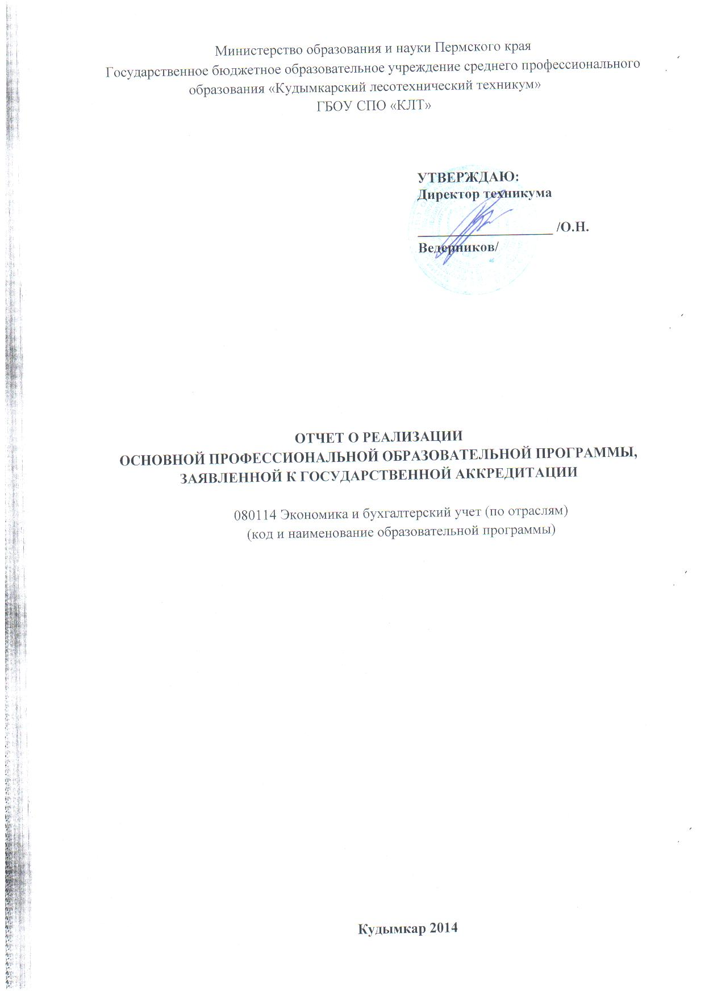 Министерство образования и науки Пермского края
Государственное бюджетное образовательное учреждение среднего профессионального
образования «Кудымкарский лесотехнический техникум»
ГБОУ СПО «КЛТ»
УТВЕРЖДАЮ:
Директор техникума
___________________ /О.Н.
Ведерников/
ОТЧЕТ О РЕАЛИЗАЦИИ
ОСНОВНОЙ ПРОФЕССИОНАЛЬНОЙ ОБРАЗОВАТЕЛЬНОЙ ПРОГРАММЫ,
ЗАЯВЛЕННОЙ К ГОСУДАРСТВЕННОЙ АККРЕДИТАЦИИ
080114 Экономика и бухгалтерский учет (по отраслям)
(код и наименование образовательной программы)
Кудымкар 2014